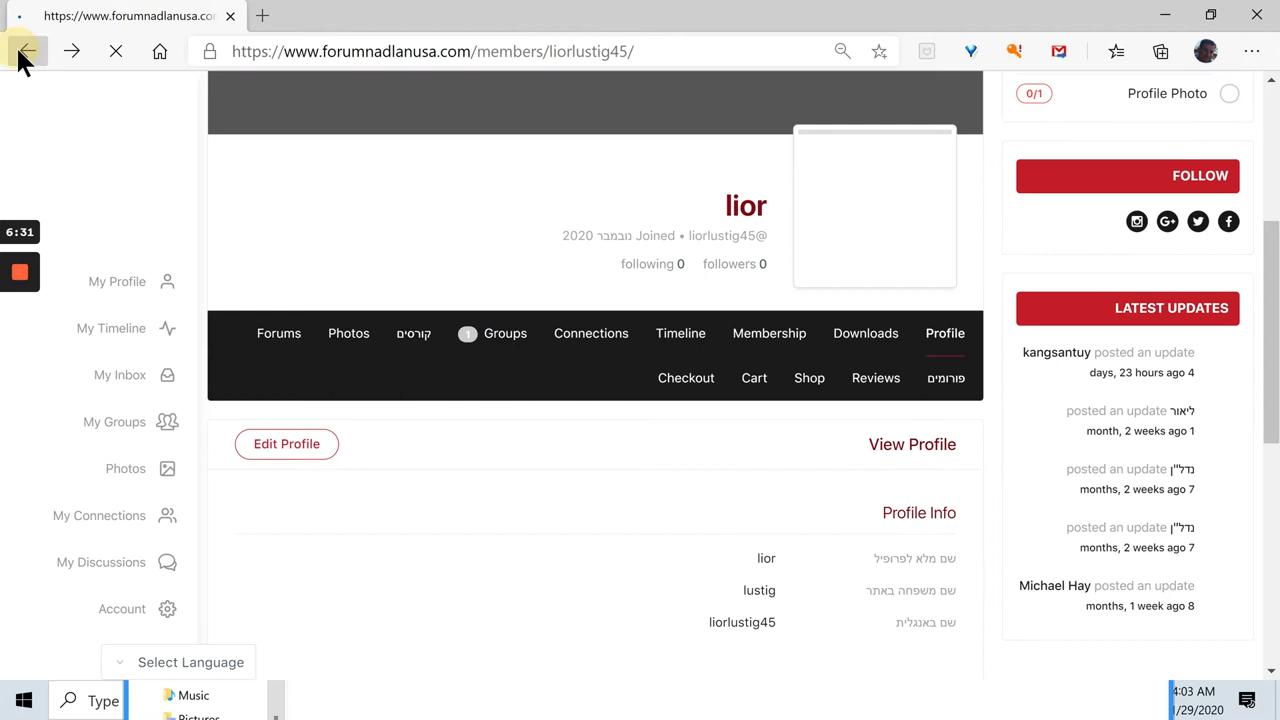 https://www.forumnadlanusa.co
https://www.forumnadlanusa.com/members/liorlustig45/
0/1
Profile Photo
FOLLOW
lior
@liorlustig45 • Joined נובמבר 2020
following 0
followers 0
6:31
My Profile
My Timeline
My Inbox
My Groups
Photos
My Connections
My Discussions
Account
Select Language
Forums
Photos
קורסים
1 Groups
Connections
Timeline
Membership
Downloads
Profile
Checkout
Cart
Shop
Reviews
פורומים
Edit Profile
View Profile
Profile Info
שם מלא לפרופיל
lior
שם משפחה באתר
lustig
שם באנגלית
liorlustig45
LATEST UPDATES
kangsantuy posted an update
days, 23 hours ago 4
ליאור posted an update
month, 2 weeks ago 1
נדל"ן posted an update
months, 2 weeks ago 7
נדל"ן posted an update
months, 2 weeks ago 7
Michael Hay posted an update
months, 1 week ago 8
Type
Music
Pictures
4:03 AM
1/29/2020